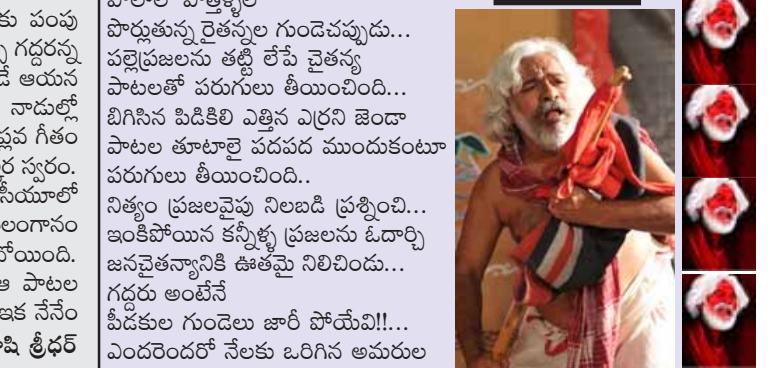 కు పంపు
గద్దరన్న
డే ఆయన
నాడుల్లో
ప్లవ గీతం
ర స్వరం.
సీయూలో
లంగానం
పోయింది.
ఆ పాటల
ఇక నేనేం
షి శ్రీధర్
పొర్లుతున్న రైతన్నల గుండెచప్పుడు...
పల్లెప్రజలను తట్టి లేపే చైతన్య
పాటలతో పరుగులు తీయించింది...
బిగిసిన పిడికిలి ఎత్తిన ఎర్రని జెండా
పాటల తూటాలై పదపద ముందుకంటూ
పరుగులు తీయించింది..
నిత్యం ప్రజలవైపు నిలబడి ప్రశ్నించి...
ఇంకిపోయిన కన్నీళ్ళ ప్రజలను ఓదార్చి
జనచైతన్యానికి ఊతమై నిలిచిండు...
గద్దరు అంటేనే
పీడకుల గుండెలు జారీ పోయేవి!!...
ఎందరెందరో నేలకు ఒరిగిన అమరుల